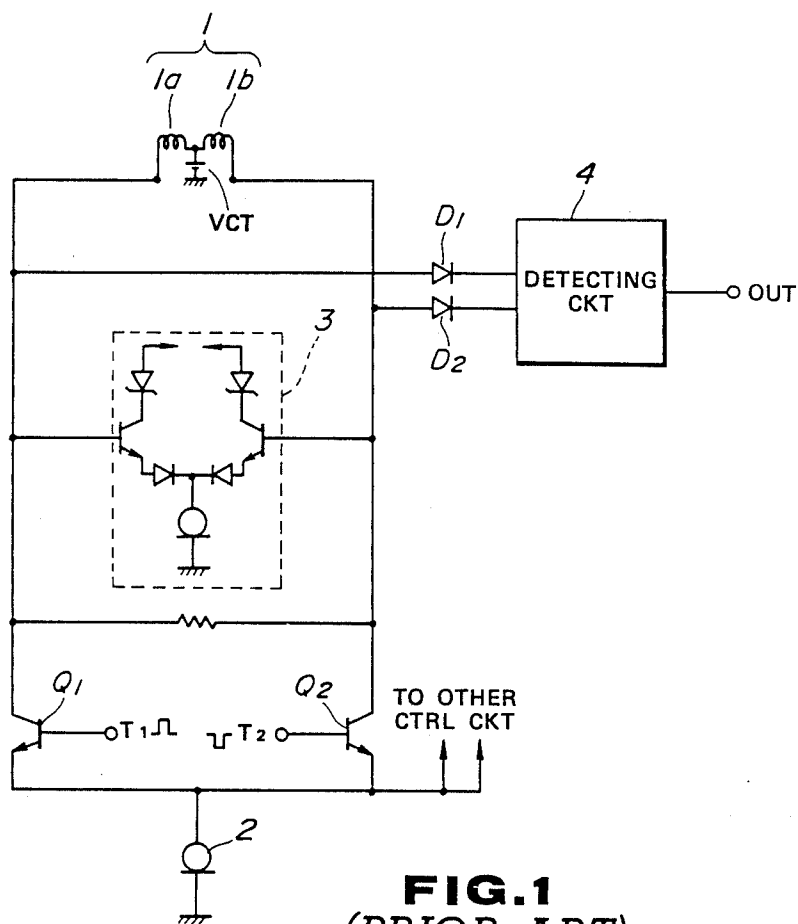 1
1a 1b
VCT
D1
4
DETECTING
CKT
OUT
D2
3
Q1
T1
T2
Q2
TO OTHER
CTRL CKT
2
FIG.1
(PRIOR ART)